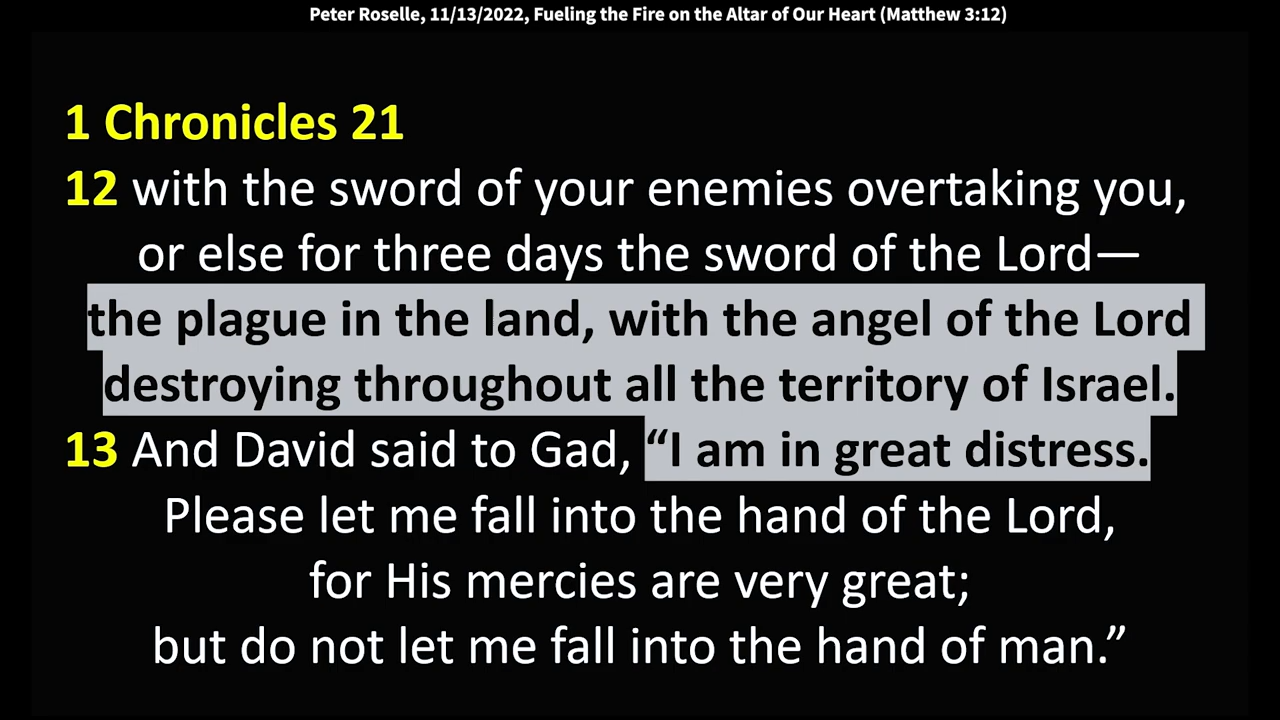 Peter Roselle, 11/13/2022, Fueling the Fire on the Altar of Our Heart (Matthew 3:12)
1 Chronicles 21
12 with the sword of your enemies overtaking you,
or else for three days the sword of the Lord—
the plague in the land, with the angel of the Lord
destroying throughout all the territory of Israel.
13 And David said to Gad, “I am in great distress.
Please let me fall into the hand of the Lord,
for His mercies are very great;
but do not let me fall into the hand of man.”